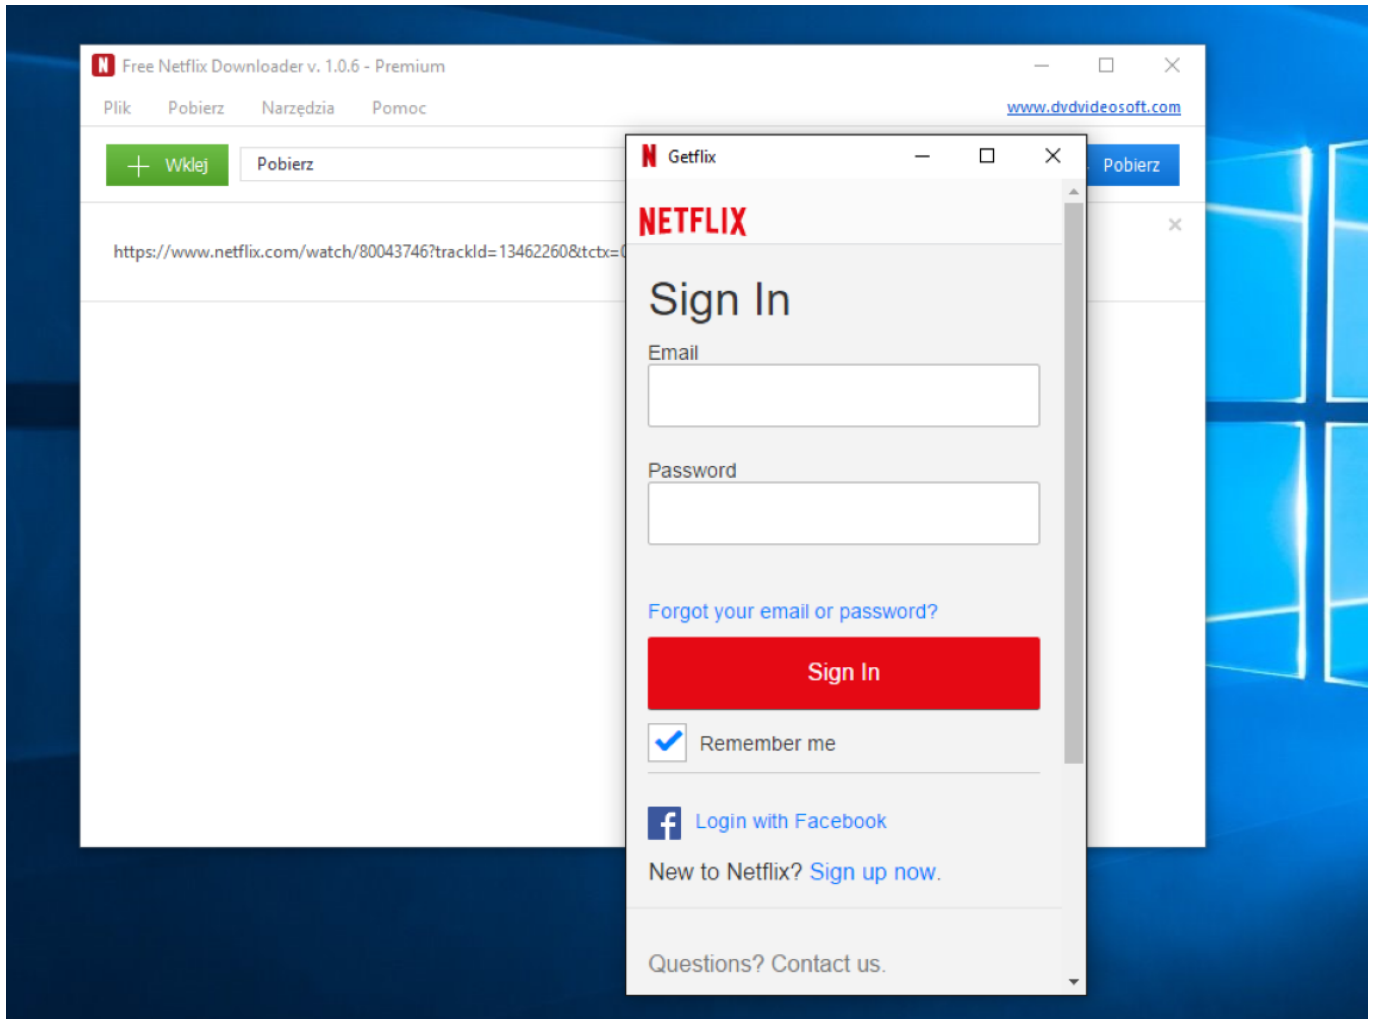 Free Netflix Downloader v. 1.0.6 - Premium
Plik Pobierz Narzędzia Pomoc www.dvdvideosoft.com
Wklej Pobierz Pobierz
https://www.netflix.com/watch/80043746?trackId=13462260&tctx=
Getflix
NETFLIX
Sign In
Email
Password
Forgot your email or password?
Sign In
Remember me
Login with Facebook
New to Netflix? Sign up now.
Questions? Contact us.